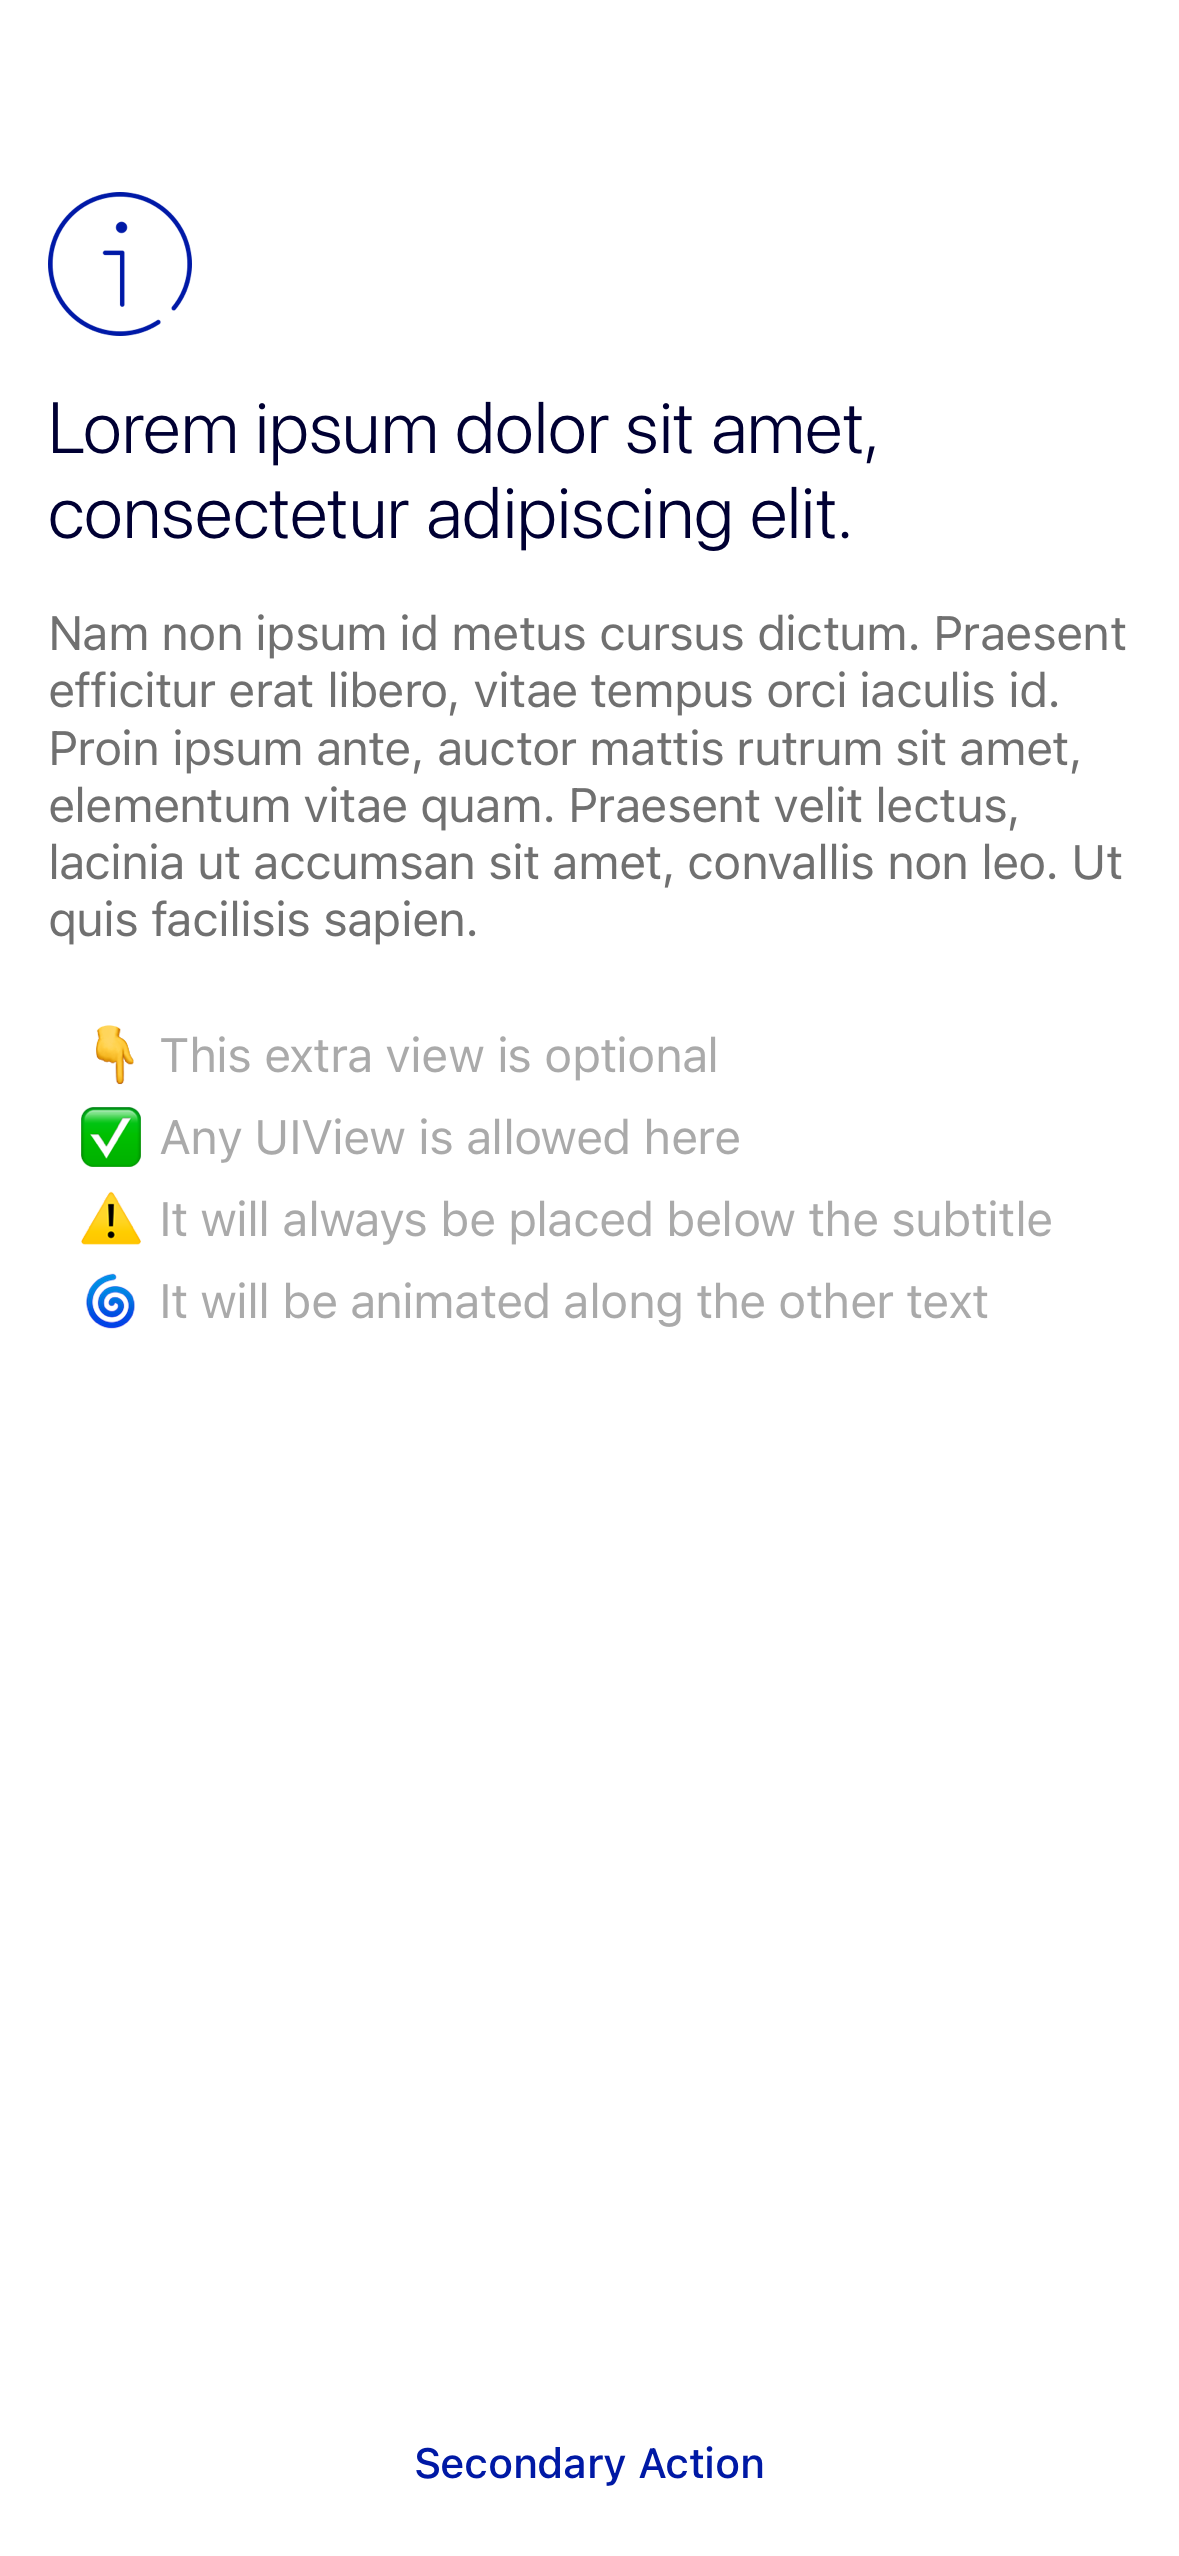 Lorem ipsum dolor sit amet,
consectetur adipiscing elit.
Nam non ipsum id metus cursus dictum. Praesent
efficitur erat libero, vitae tempus orci iaculis id.
Proin ipsum ante, auctor mattis rutrum sit amet,
elementum vitae quam. Praesent velit lectus,
lacinia ut accumsan sit amet, convallis non leo. Ut
quis facilisis sapien.
👇 This extra view is optional
✅ Any UIView is allowed here
⚠️ It will always be placed below the subtitle
🌀 It will be animated along the other text
Secondary Action